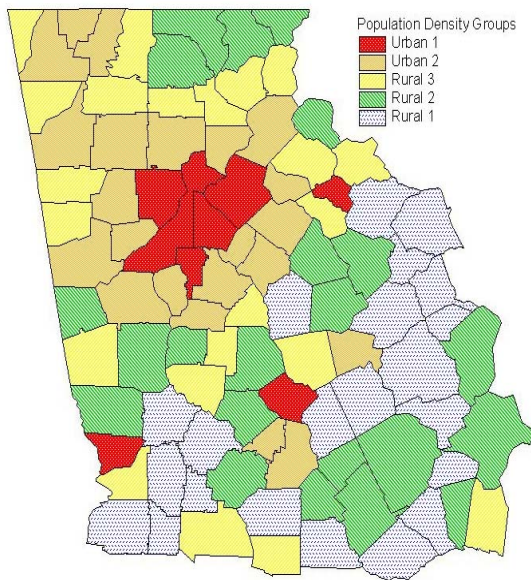 Population Density Groups
Urban 1
Urban 2
Rural 3
Rural 2
Rural 1